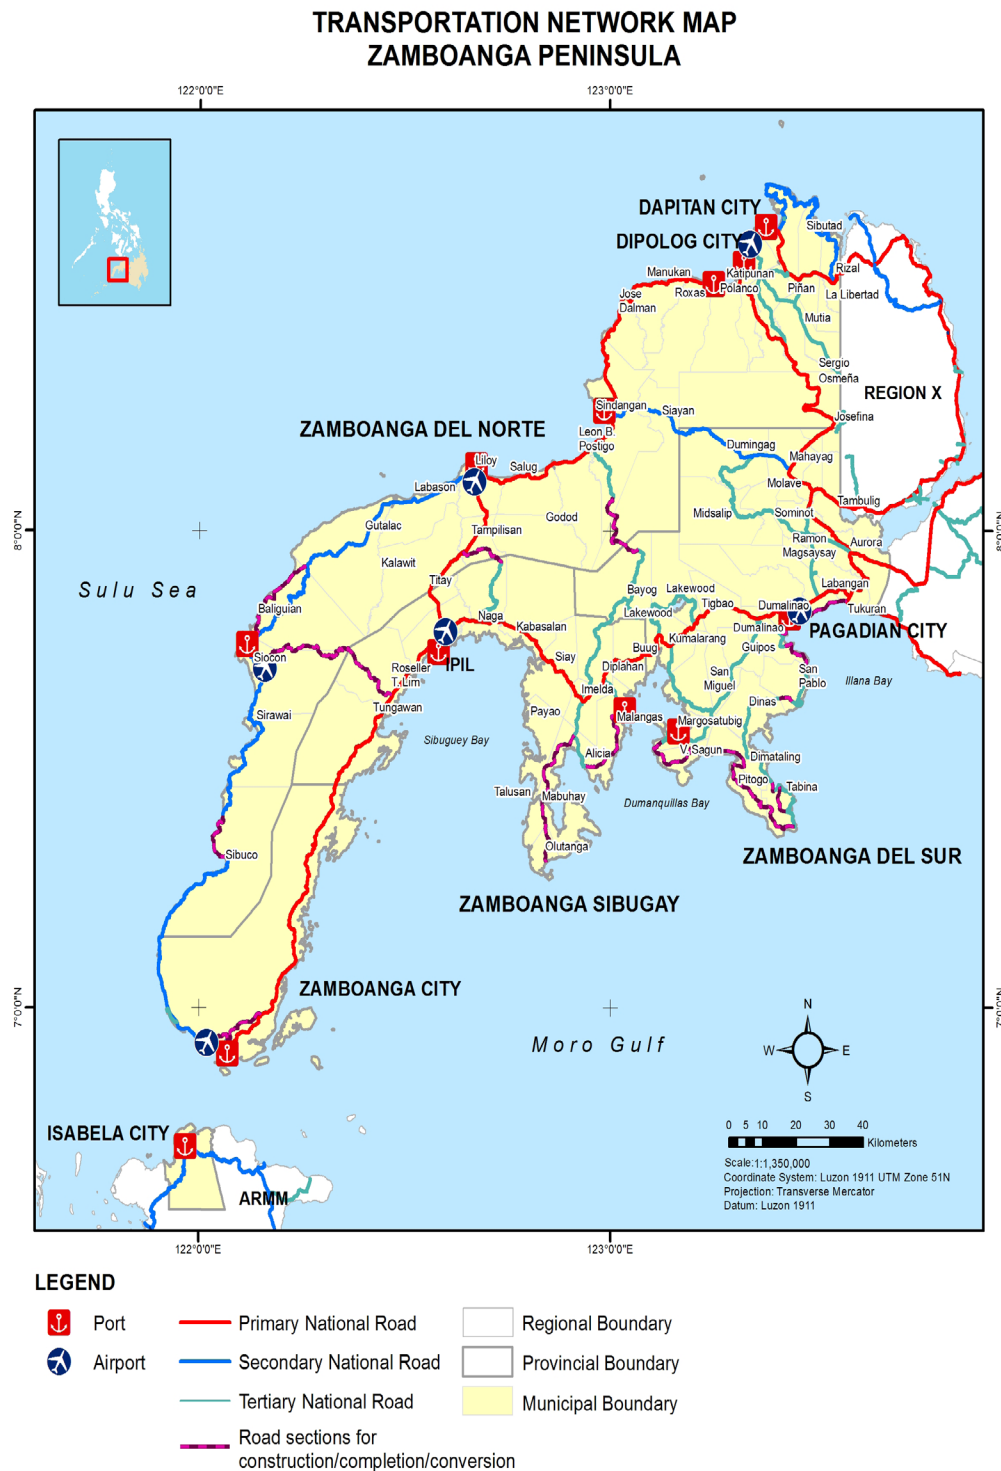 TRANSPORTATION NETWORK MAP
ZAMBOANGA PENINSULA
122°0'0"E
123°0'0"E
DAPITAN CITY
Sibutad
DIPOLOG CITY
Rizal
Manukan
Katipunan
Roxas
Polanco
Piñan
La Libertad
Jose
Dalman
Mutia
Sergio
Osmeña
REGION X
Sindangan
Siayan
Josefina
ZAMBOANGA DEL NORTE
Leon B.
Postigo
Dumingag
Mahayag
Liloy
Salug
Labason
Molave
Tambulig
Godod
Midsalip
Sominot
Gutalac
Tampilisan
Ramon
Magsaysay
Aurora
8°0'0"N
8°0'0"N
Kalawit
Titay
Labangan
Sulu Sea
Bayog
Lakewood
Baliguian
Naga
Lakewood
Tigbao
Dumalinao
Tukuran
Kabasalan
Dumalinao
PAGADIAN CITY
Kumalarang
Siocon
IPIL
Siay
Buug
Guipos
Roseller
T. Lim
Diplahan
San
Miguel
San
Pablo
Illana Bay
Imelda
Sirawai
Tungawan
Payao
Malangas
Margosatubig
Dinas
Sibuguey Bay
Alicia
V. Sagun
Dimataling
Talusan
Mabuhay
Pitogo
Tabina
Dumanquillas Bay
Sibuco
Olutanga
ZAMBOANGA DEL SUR
ZAMBOANGA SIBUGAY
ZAMBOANGA CITY
7°0'0"N
7°0'0"N
Moro Gulf
N
W
E
S
ISABELA CITY
0 5 10 20 30 40
Kilometers
Scale:1:1,350,000
Coordinate System: Luzon 1911 UTM Zone 51N
Projection: Transverse Mercator
Datum: Luzon 1911
ARMM
122°0'0"E
123°0'0"E
LEGEND
Port
Primary National Road
Regional Boundary
Airport
Secondary National Road
Provincial Boundary
Tertiary National Road
Municipal Boundary
Road sections for
construction/completion/conversion